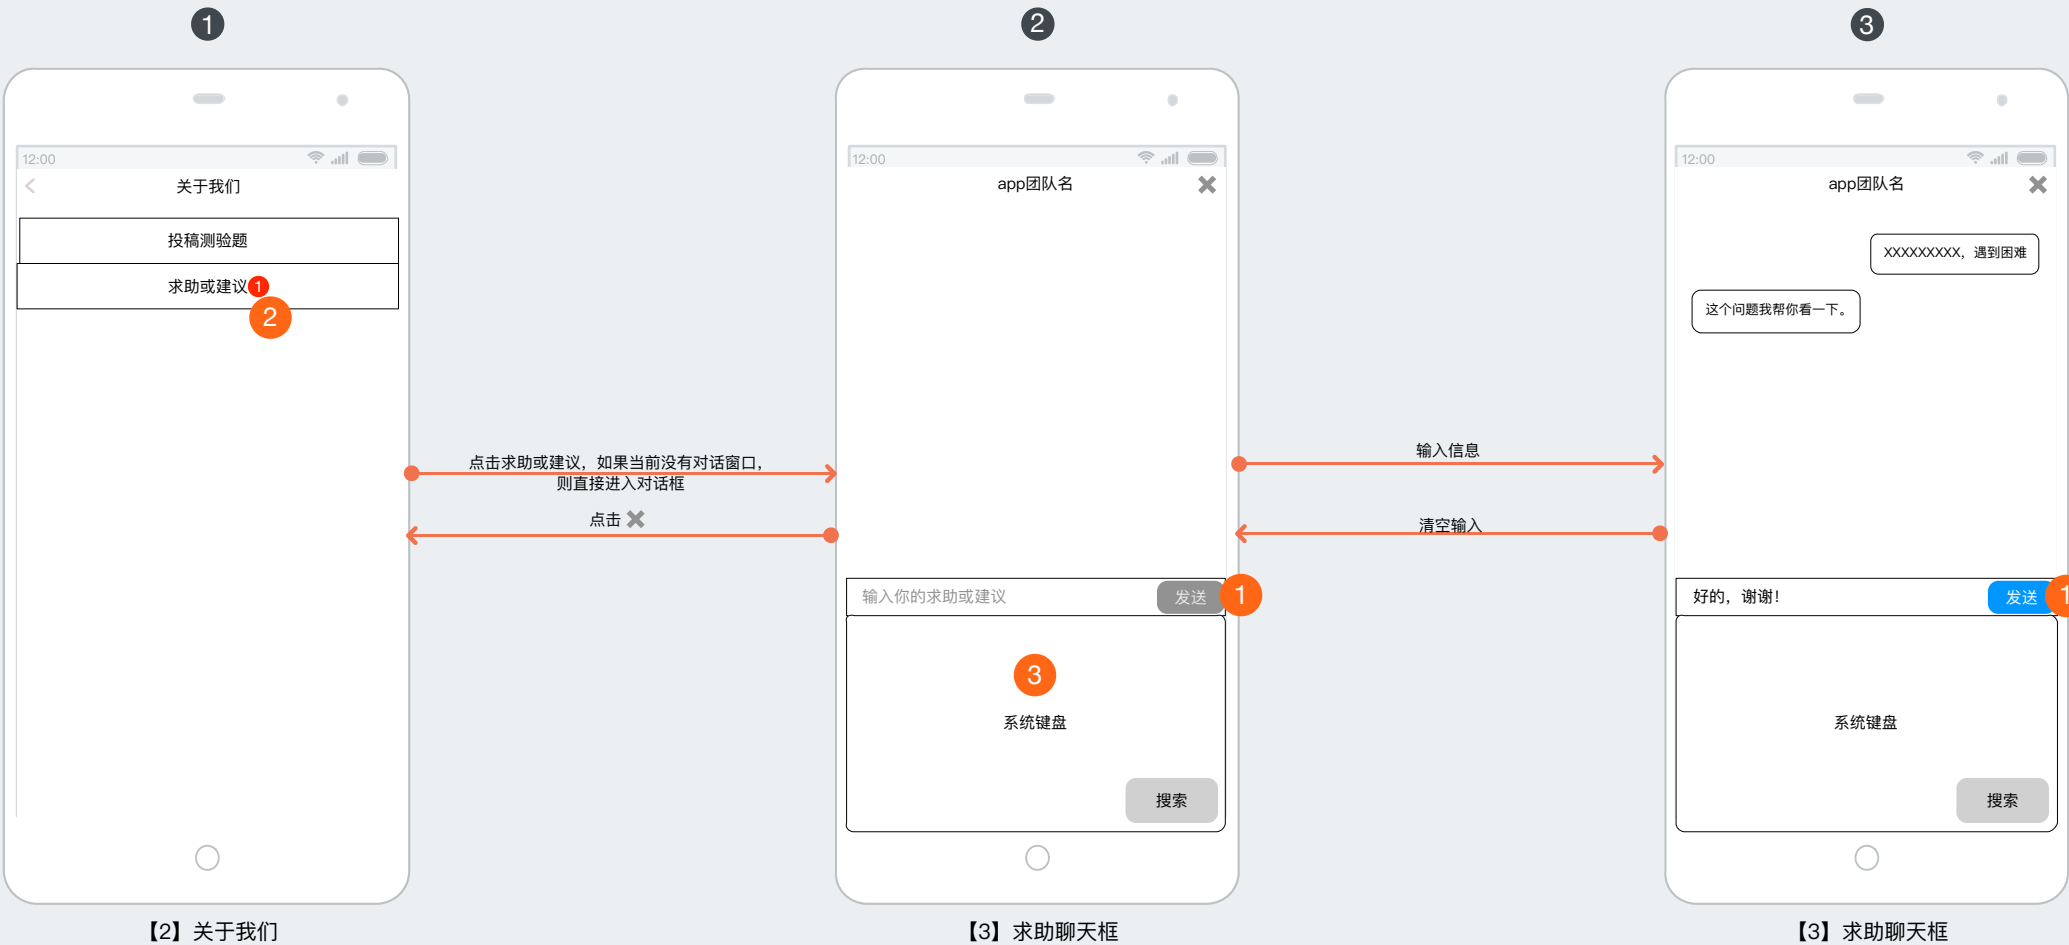 1
12:00
关于我们
投稿测验题
求助或建议1
2
【2】关于我们
点击求助或建议，如果当前没有对话窗口，
则直接进入对话框
点击
2
12:00
app团队名
输入你的求助或建议
发送
1
3
系统键盘
搜索
【3】求助聊天框
输入信息
清空输入
3
12:00
app团队名
XXXXXXXXX，遇到困难
这个问题我帮你看一下。
好的，谢谢！
发送
1
系统键盘
搜索
【3】求助聊天框